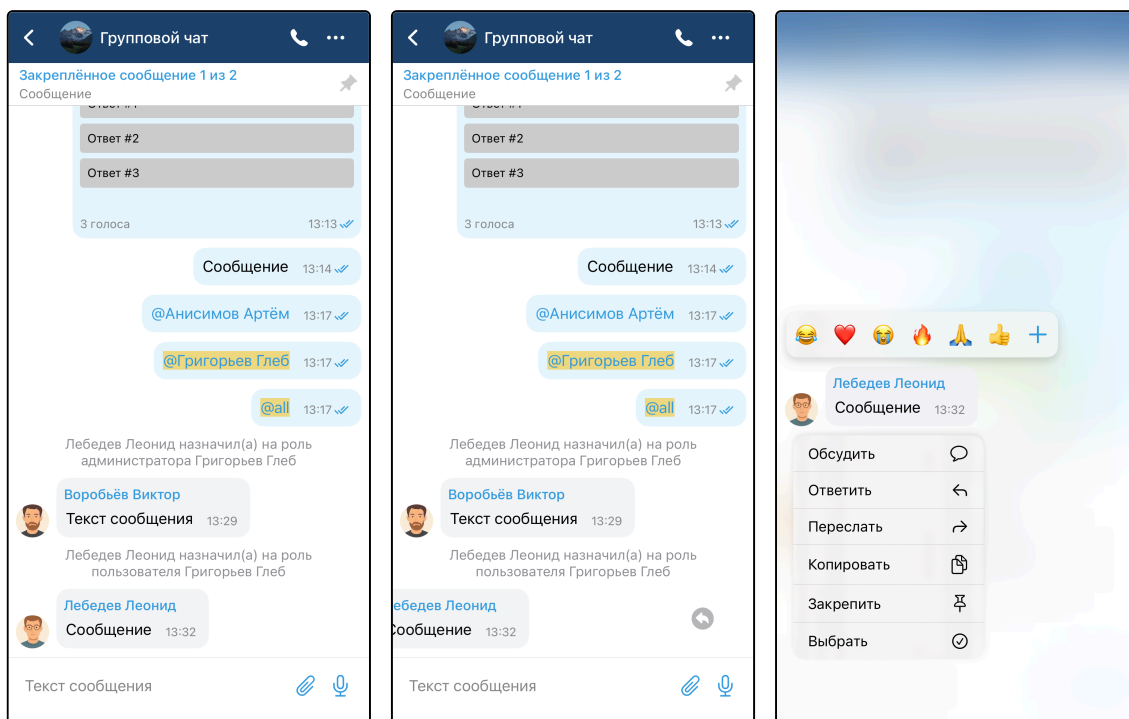 Групповой чат
Закреплённое сообщение 1 из 2
Сообщение
Ответ #2
Ответ #3
3 голоса 13:13
Сообщение 13:14
@Анисимов Артём 13:17
@Григорьев Глеб 13:17
@all 13:17
Лебедев Леонид назначил(а) на роль
администратора Григорьев Глеб
Воробьёв Виктор
Текст сообщения 13:29
Лебедев Леонид назначил(а) на роль
пользователя Григорьев Глеб
Лебедев Леонид
Сообщение 13:32
Текст сообщения
Групповой чат
Закреплённое сообщение 1 из 2
Сообщение
Ответ #2
Ответ #3
3 голоса 13:13
Сообщение 13:14
@Анисимов Артём 13:17
@Григорьев Глеб 13:17
@all 13:17
Лебедев Леонид назначил(а) на роль
администратора Григорьев Глеб
Воробьёв Виктор
Текст сообщения 13:29
Лебедев Леонид назначил(а) на роль
пользователя Григорьев Глеб
ебедев Леонид
Сообщение 13:32
Текст сообщения
Лебедев Леонид
Сообщение 13:32
Обсудить
Ответить
Переслать
Копировать
Закрепить
Выбрать